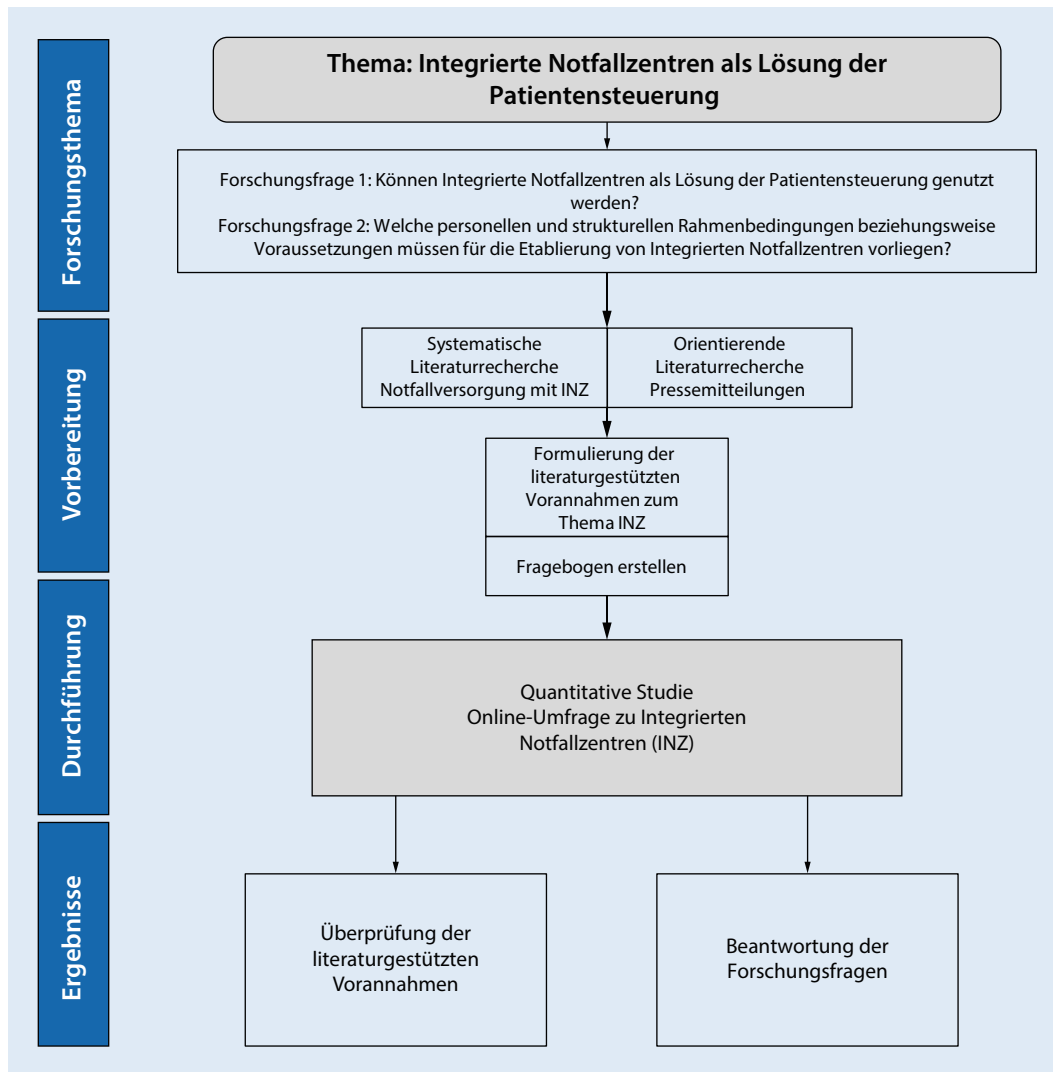 Forschungsthema
Thema: Integrierte Notfallzentren als Lösung der
Patientensteuerung
Forschungsfrage 1: Können Integrierte Notfallzentren als Lösung der Patientensteuerung genutzt
werden?
Forschungsfrage 2: Welche personellen und strukturellen Rahmenbedingungen beziehungsweise
Voraussetzungen müssen für die Etablierung von Integrierten Notfallzentren vorliegen?
Vorbereitung
Systematische
Literaturrecherche
Notfallversorgung mit INZ
Orientierende
Literaturrecherche
Pressemitteilungen
Formulierung der
literaturgestützten
Vorannahmen zum
Thema INZ
Fragebogen erstellen
Durchführung
Quantitative Studie
Online-Umfrage zu Integrierten
Notfallzentren (INZ)
Ergebnisse
Überprüfung der
literaturgestützten
Vorannahmen
Beantwortung der
Forschungsfragen